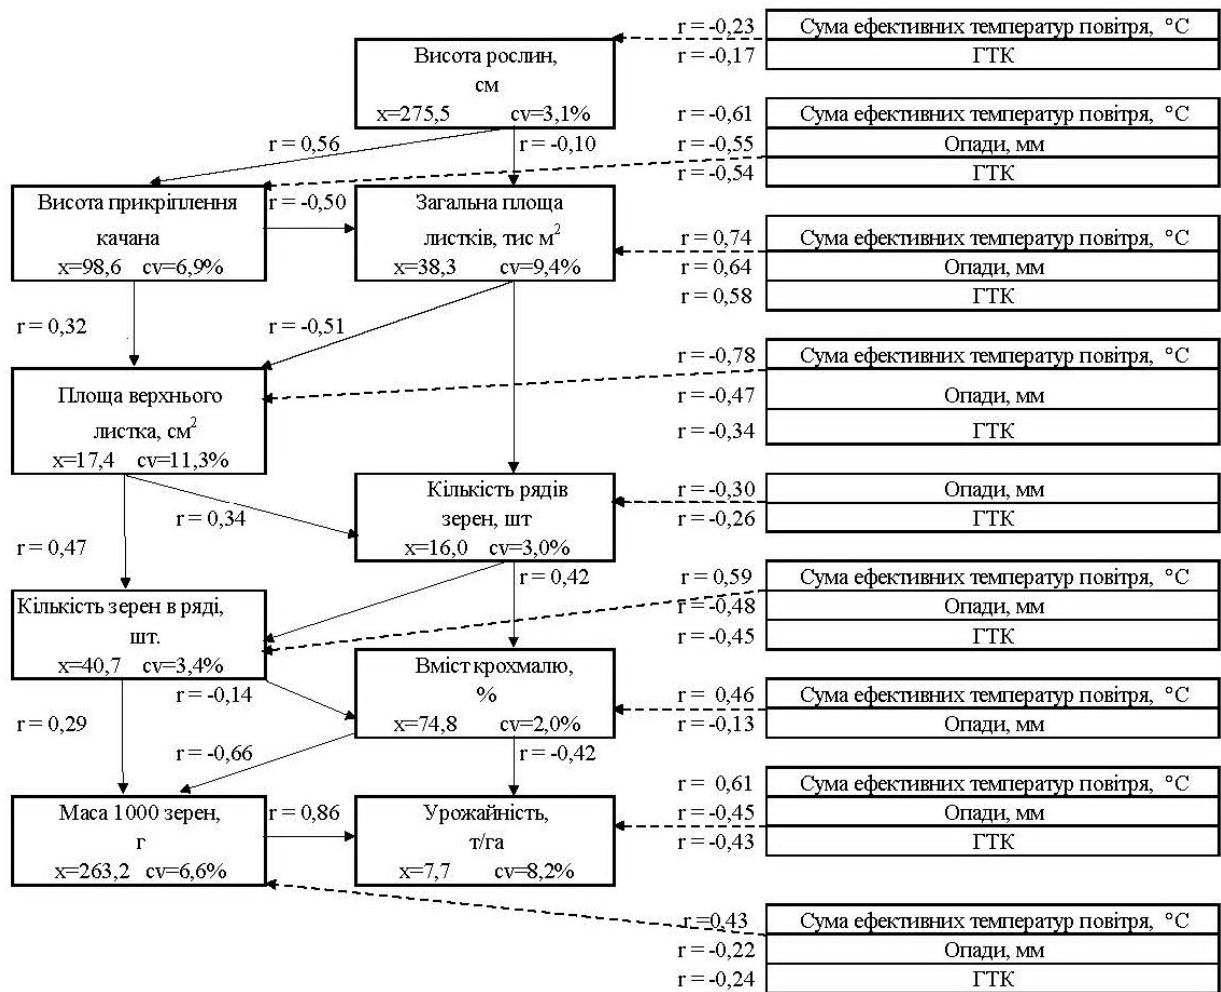 r = -0,23 Сума ефективних температур повітря, °С
r = -0,17 ГТК
Висота рослин,
см
x=275,5 cv=3,1%
r = -0,61 Сума ефективних температур повітря, °С
r = -0,55 Опади, мм
r = -0,54 ГТК
r = 0,56 r = -0,10
Висота прикріплення
качана
x=98,6 cv=6,9%
r = -0,50
Загальна площа
листків, тис м2
x=38,3 cv=9,4%
r = 0,74 Сума ефективних температур повітря, °С
r = 0,64 Опади, мм
r = 0,58 ГТК
r = 0,32 r = -0,51
r = -0,78 Сума ефективних температур повітря, °С
r = -0,47 Опади, мм
r = -0,34 ГТК
Площа верхнього
листка, см2
x=17,4 cv=11,3%
Кількість рядів
зерен, шт
x=16,0 cv=3,0%
r = -0,30 Опади, мм
r = -0,26 ГТК
r = 0,34
r = 0,47
r = 0,42
r = 0,59 Сума ефективних температур повітря, °С
r = -0,48 Опади, мм
r = -0,45 ГТК
Кількість зерен в ряді,
шт.
x=40,7 cv=3,4%
Вміст крохмалю,
%
x=74,8 cv=2,0%
r = 0,46 Сума ефективних температур повітря, °С
r = -0,13 Опади, мм
r = -0,14
r = 0,29
r = -0,66 r = -0,42
r = 0,61 Сума ефективних температур повітря, °С
r = -0,45 Опади, мм
r = -0,43 ГТК
Маса 1000 зерен,
г
x=263,2 cv=6,6%
r = 0,86
Урожайність,
т/га
x=7,7 cv=8,2%
r =0,43 Сума ефективних температур повітря, °С
r = -0,22 Опади, мм
r = -0,24 ГТК